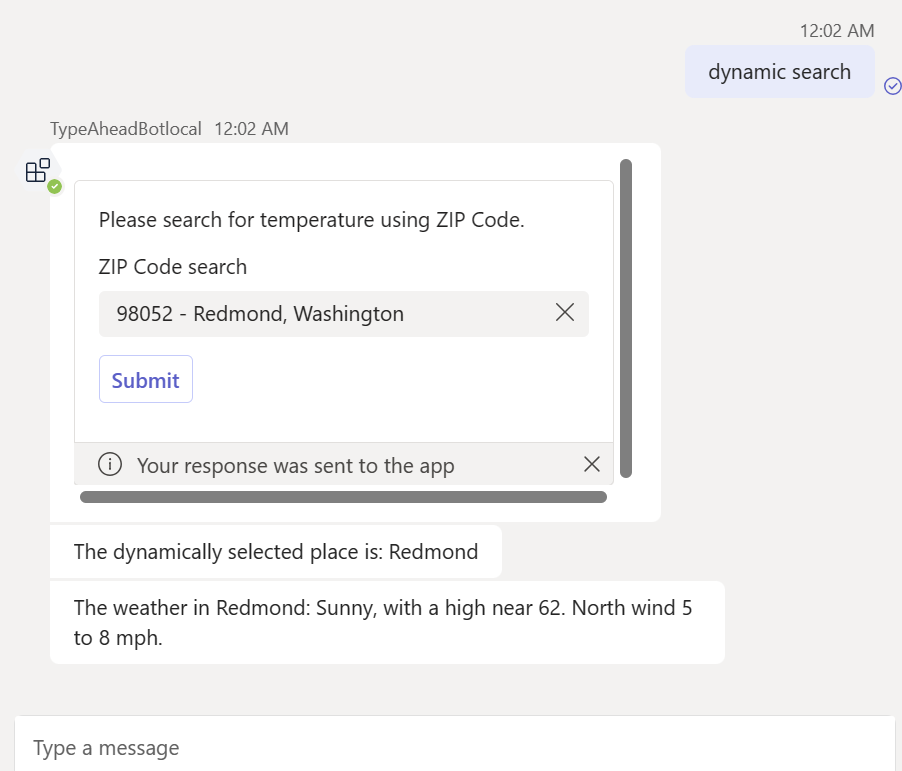 12:02 AM
dynamic search
TypeAheadBotlocal 12:02 AM
Please search for temperature using ZIP Code.
ZIP Code search
98052 - Redmond, Washington
Submit
Your response was sent to the app
The dynamically selected place is: Redmond
The weather in Redmond: Sunny, with a high near 62. North wind 5
to 8 mph.
Type a message